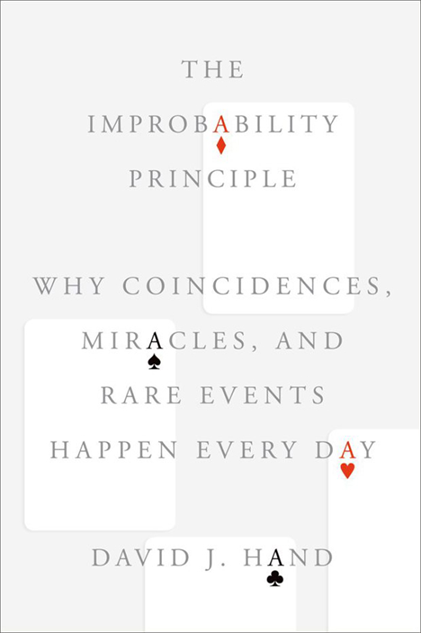 THE
IMPROBABILITY
PRINCIPLE
WHY COINCIDENCES,
MIRACLES, AND
RARE EVENTS
HAPPEN EVERY DAY
DAVID J. HAND